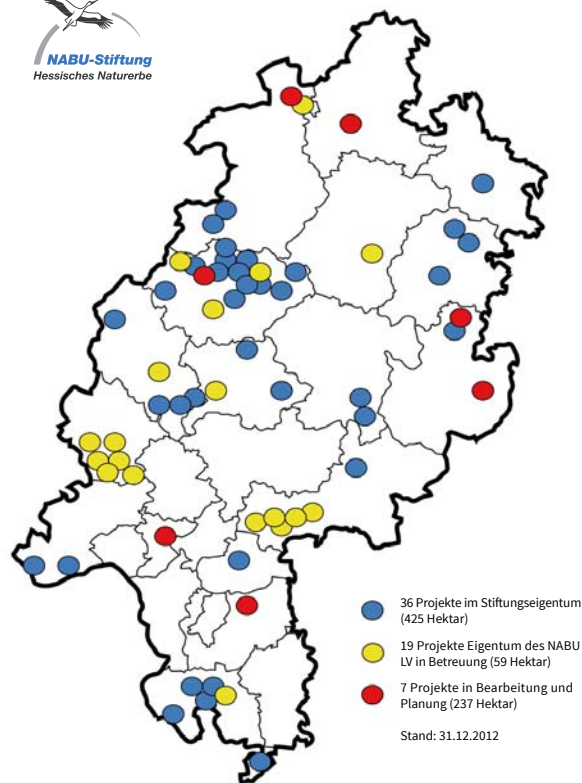 NABU-Stiftung
Hessisches Naturerbe
36 Projekte im Stiftungseigentum
(425 Hektar)
19 Projekte Eigentum des NABU
LV in Betreuung (59 Hektar)
7 Projekte in Bearbeitung und
Planung (237 Hektar)
Stand: 31.12.2012